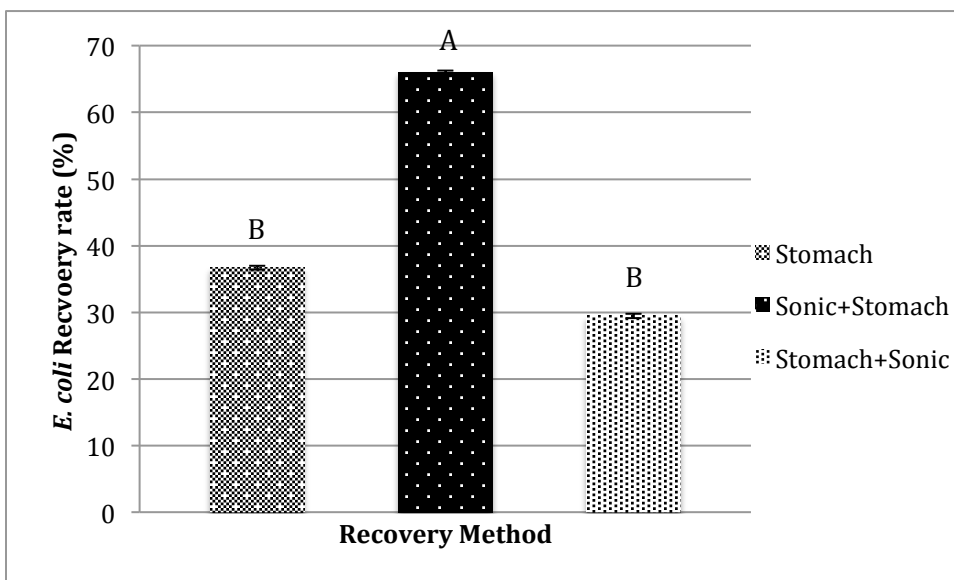 E. coli Recvoery rate (%)
70
60
50
40
30
20
10
0
B
A
B
Recovery Method
Stomach
Sonic+Stomach
Stomach+Sonic